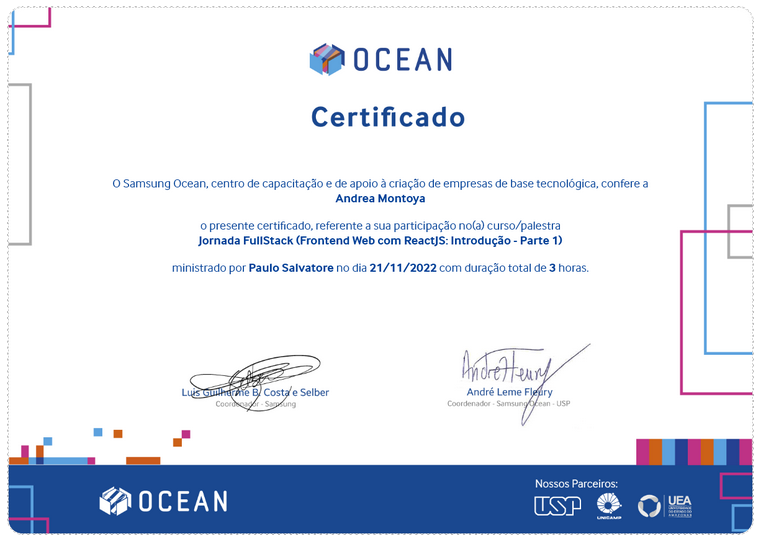 OCEAN
Certificado
O Samsung Ocean, centro de capacitação e de apoio à criação de empresas de base tecnológica, confere a
Andrea Montoya
o presente certificado, referente a sua participação no(a) curso/palestra
Jornada FullStack (Frontend Web com ReactJS: Introdução - Parte 1)
ministrado por Paulo Salvatore no dia 21/11/2022 com duração total de 3 horas.
Luis Guilherme B. Costa e Selber
Coordenador - Samsung
André Leme Fleury
Coordenador - Samsung Ocean - USP
OCEAN
Nossos Parceiros:
USP
UNICAMP
UEA